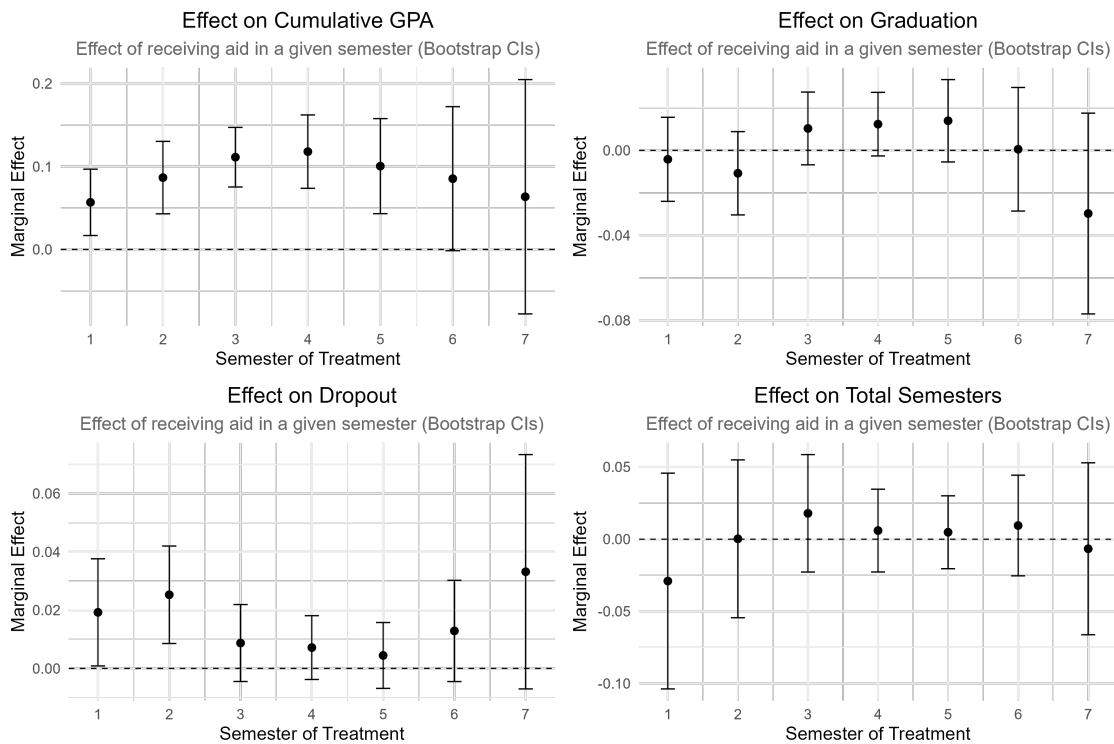 Effect on Cumulative GPA
Effect of receiving aid in a given semester (Bootstrap CIs)
Marginal Effect
0.2
0.1
0.0
1 2 3 4 5 6 7
Semester of Treatment
Effect on Graduation
Effect of receiving aid in a given semester (Bootstrap CIs)
Marginal Effect
0.00
-0.04
-0.08
1 2 3 4 5 6 7
Semester of Treatment
Effect on Dropout
Effect of receiving aid in a given semester (Bootstrap CIs)
Marginal Effect
0.06
0.04
0.02
0.00
1 2 3 4 5 6 7
Semester of Treatment
Effect on Total Semesters
Effect of receiving aid in a given semester (Bootstrap CIs)
Marginal Effect
0.05
0.00
-0.05
-0.10
1 2 3 4 5 6 7
Semester of Treatment